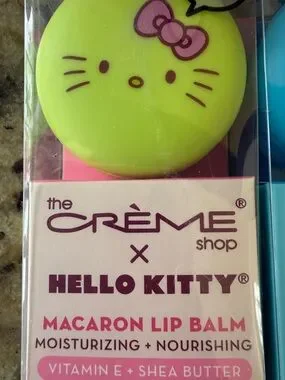 the
CRÈME®
shop
X
HELLO KITTY®
MACARON LIP BALM
MOISTURIZING + NOURISHING
VITAMIN E + SHEA BUTTER